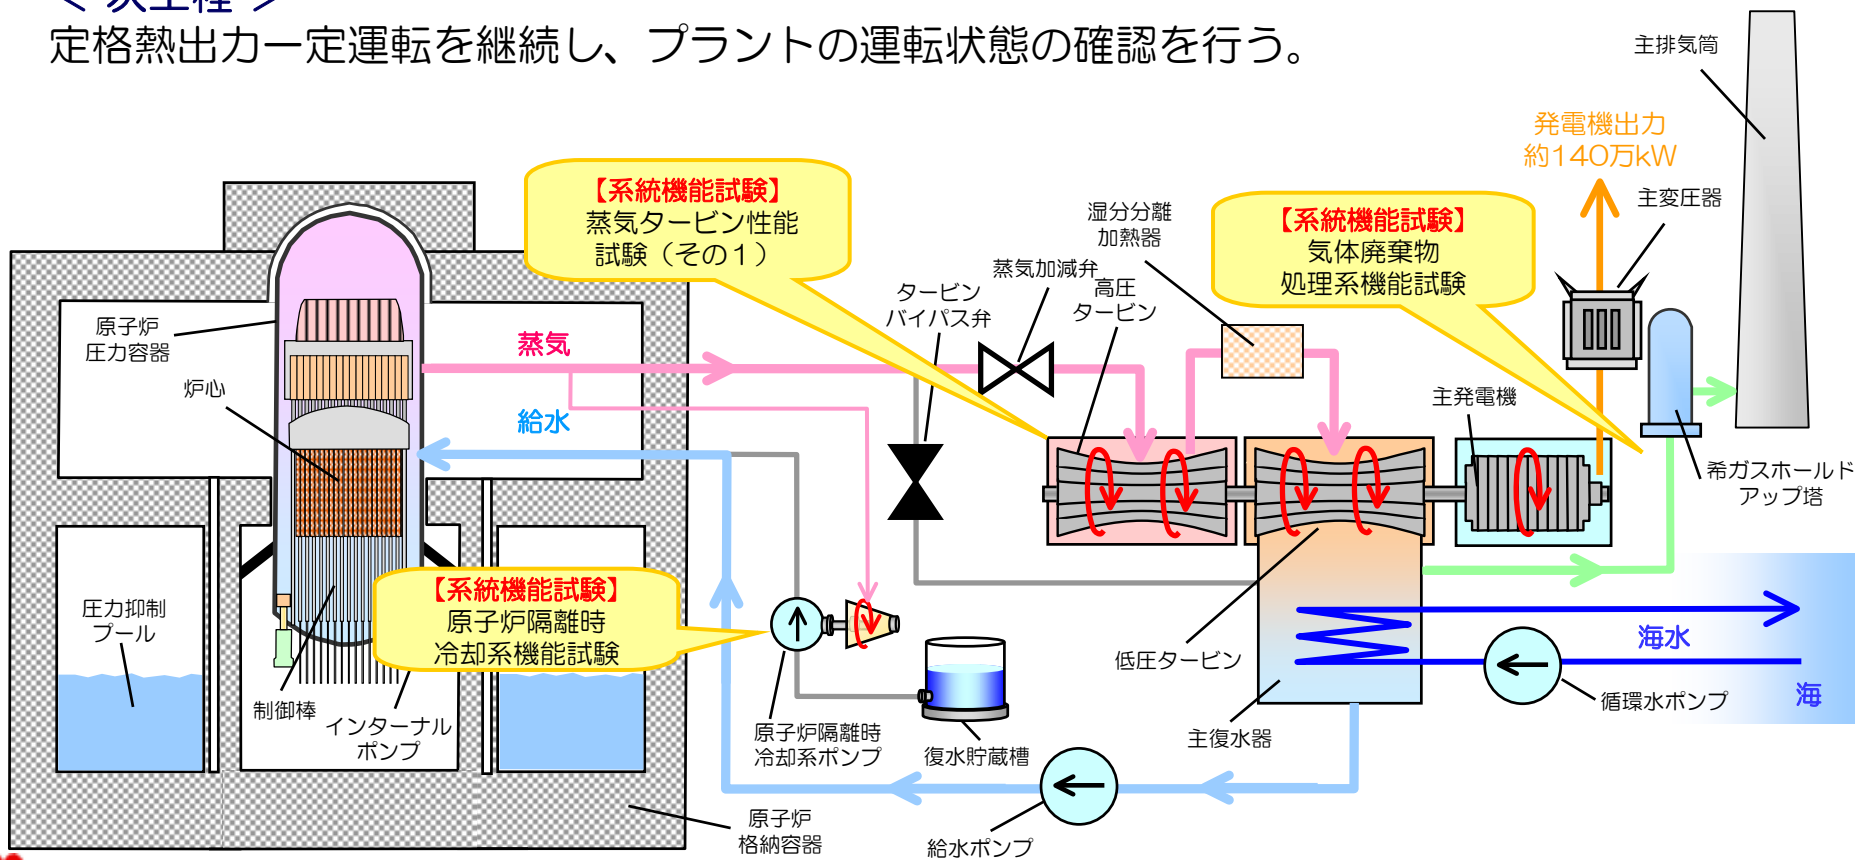 ＜次工程＞
定格熱出力一定運転を継続し、プラントの運転状態の確認を行う。
主排気筒
発電機出力
約140万kW
【系統機能試験】
蒸気タービン性能
試験（その１）
湿分分離
加熱器
【系統機能試験】
気体廃棄物
処理系機能試験
主変圧器
蒸気加減弁
タービン
バイパス弁
高圧
タービン
原子炉
圧力容器
蒸気
炉心
給水
主発電機
希ガスホールド
アップ塔
【系統機能試験】
原子炉隔離時
冷却系機能試験
圧力抑制
プール
海水
低圧タービン
制御棒
インターナル
ポンプ
原子炉隔離時
冷却系ポンプ
復水貯蔵槽
主復水器
循環水ポンプ
海
原子炉
格納容器
給水ポンプ